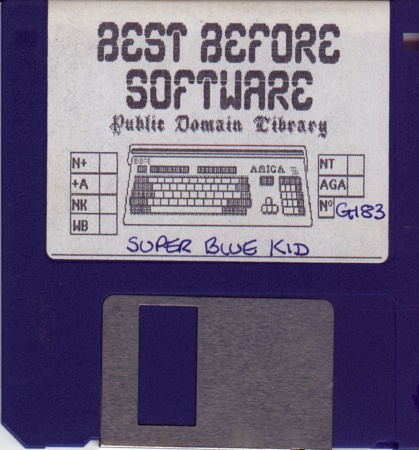 BEST BEFORE
SOFTWARE
Public Domain Library
N+
+A
NK
WB
AMIGA
NT
AGA
Nº G183
SUPER BLUE KID